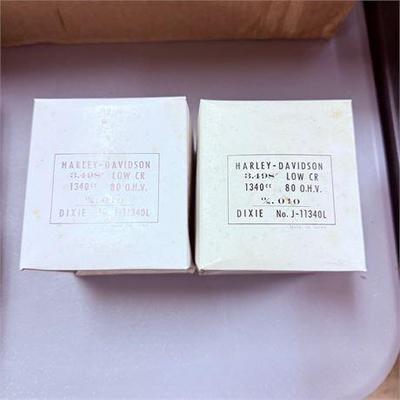 HARLEY-DAVIDSON
3.498" LOW CR
1340cc 80 O.H.V.
.010
DIXIE No. J-11340L
HARLEY-DAVIDSON
3.498" LOW CR
1340cc 80 O.H.V.
.040
DIXIE No. J-11340L